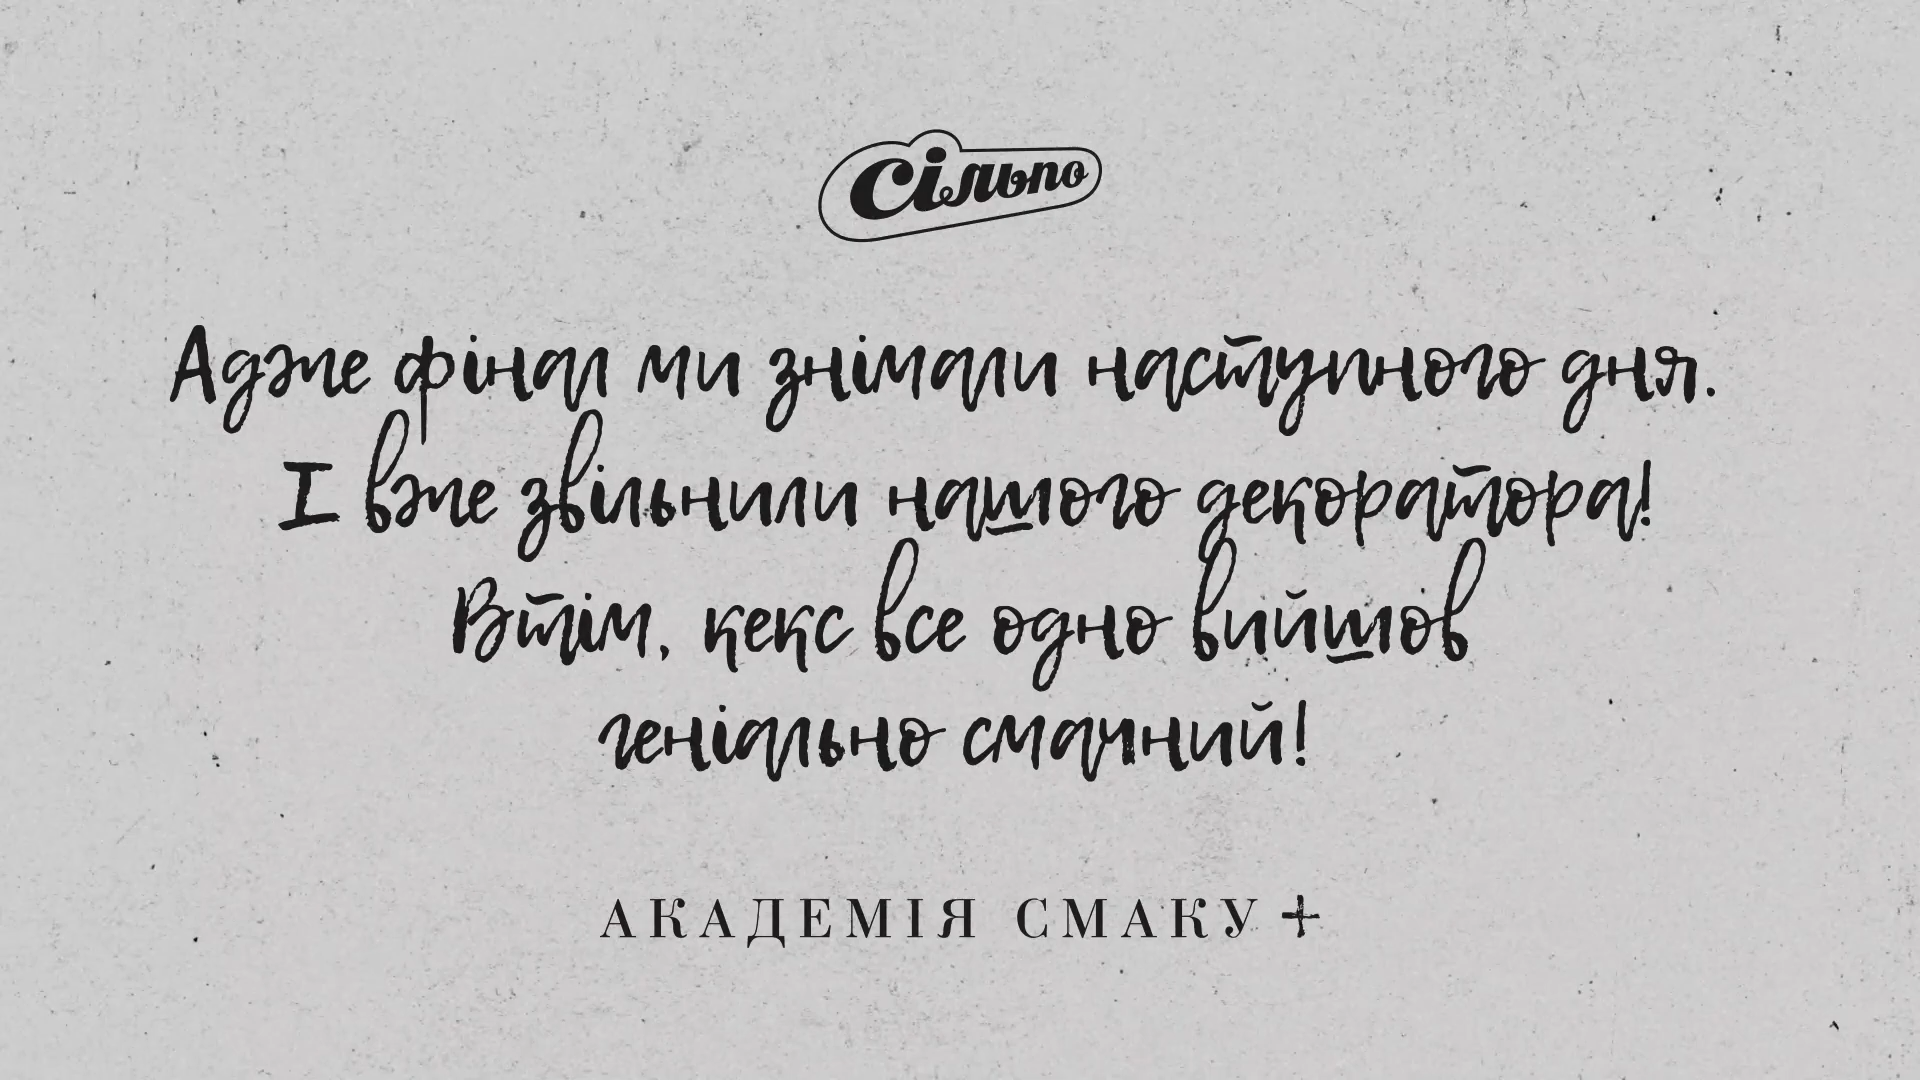 Сільпо
Адже фінал ми знімали наступного дня.
І вже звільнили нашого декоратора!
Втім, кекс все одно вийшов
геніально смачний!
АКАДЕМІЯ СМАКУ +